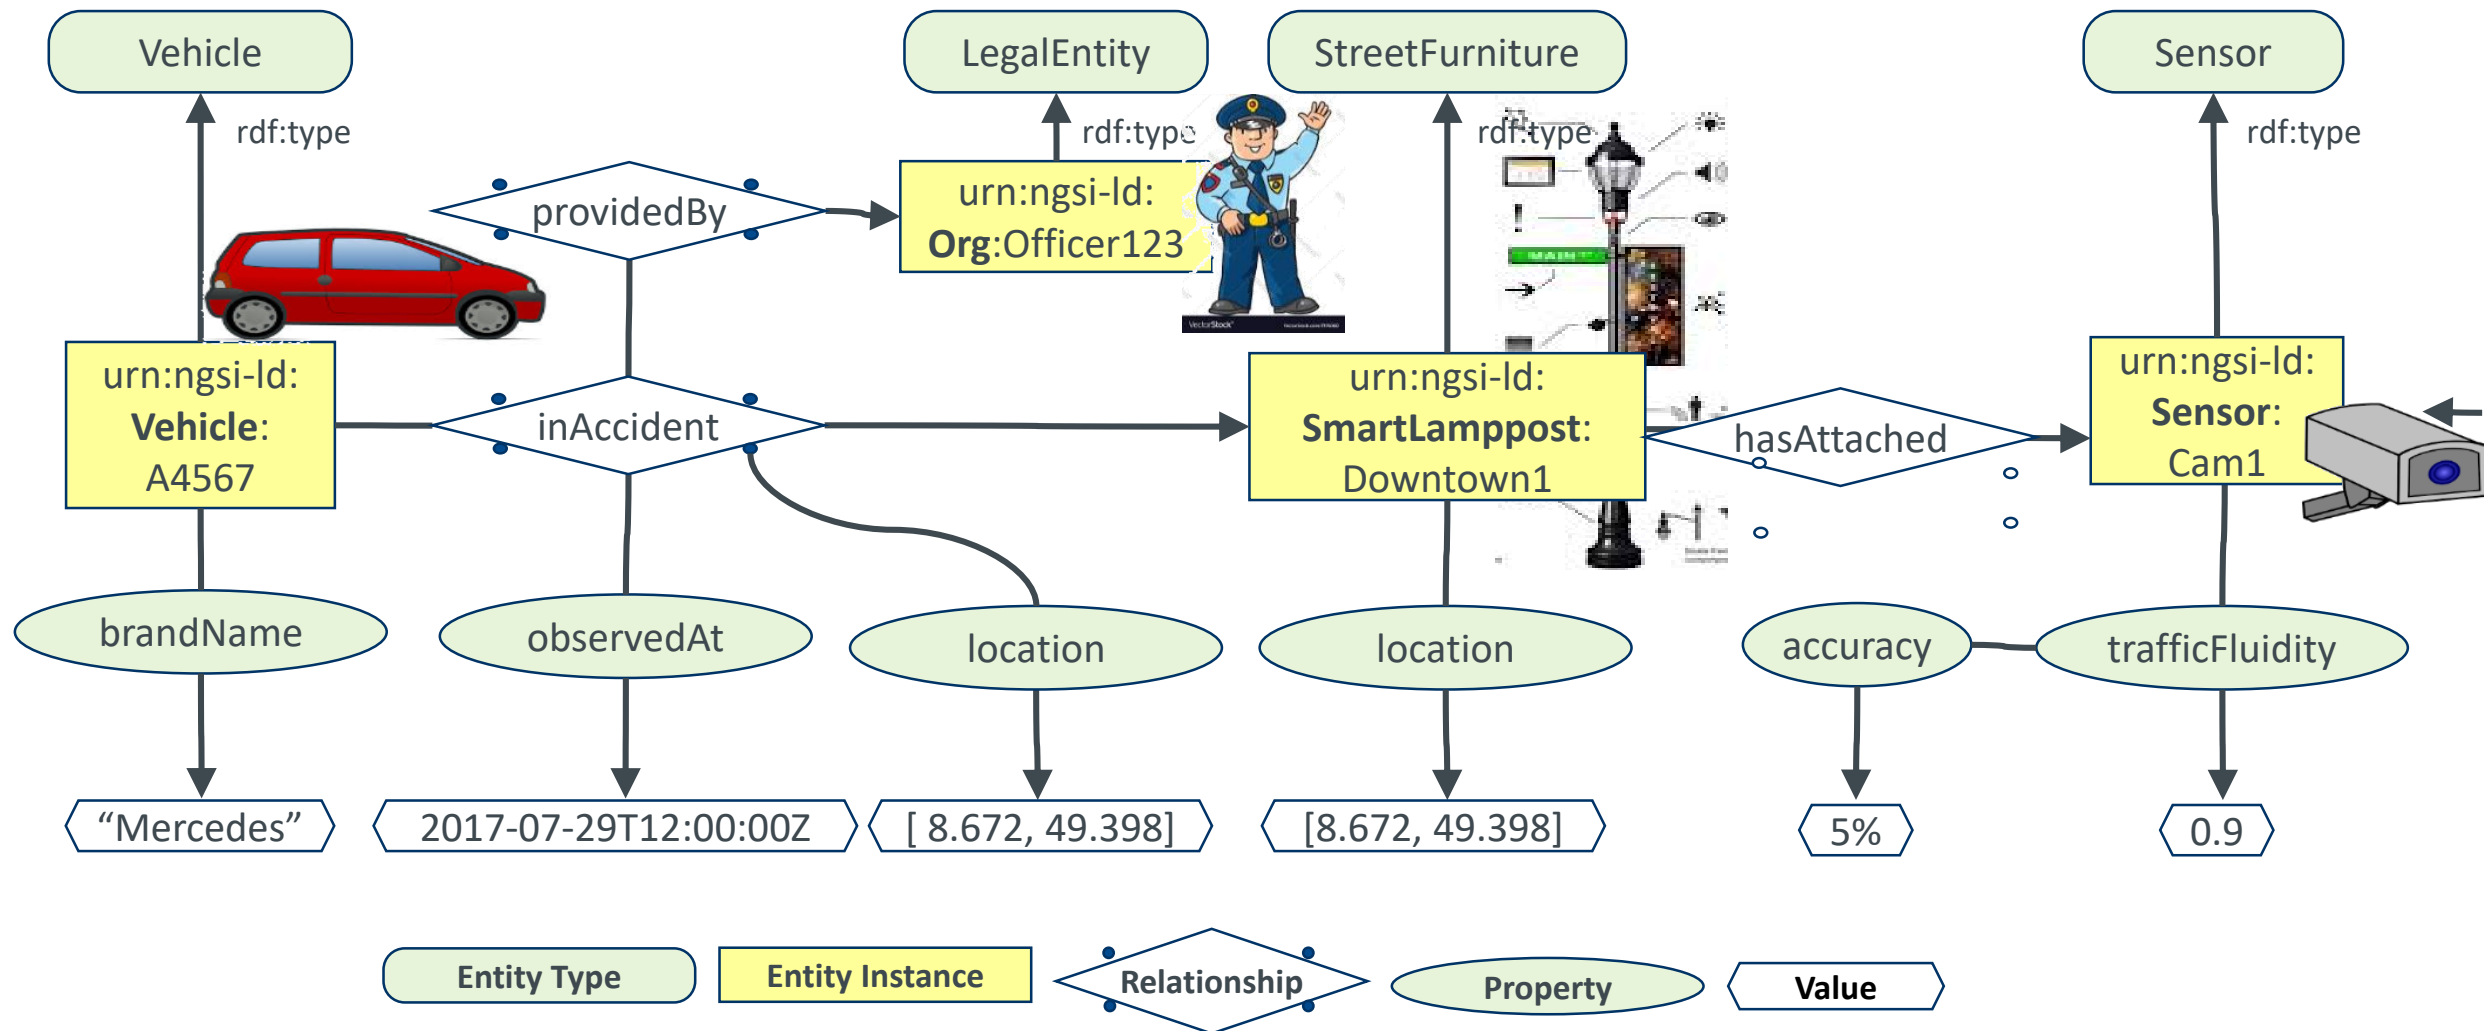 Vehicle
LegalEntity
StreetFurniture
Sensor
rdf:type
rdf:type
rdf:type
rdf:type
providedBy
urn:ngsi-ld:
Org:Officer123
VectorStock
urn:ngsi-ld:
Vehicle:
A4567
inAccident
urn:ngsi-ld:
SmartLamppost:
Downtown1
hasAttached
urn:ngsi-ld:
Sensor:
Cam1
brandName
observedAt
location
location
accuracy
trafficFluidity
“Mercedes”
2017-07-29T12:00:00Z
[ 8.672, 49.398]
[8.672, 49.398]
5%
0.9
Entity Type
Entity Instance
Relationship
Property
Value